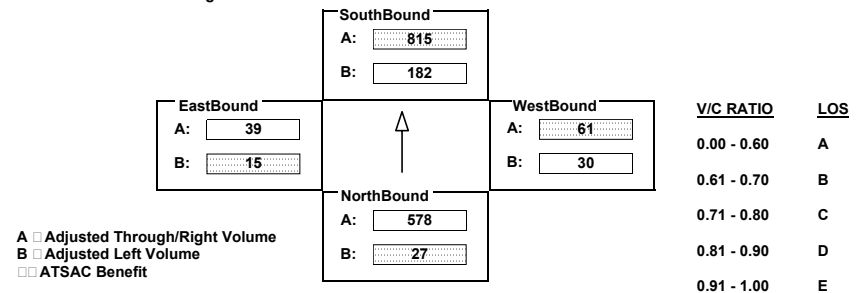 SouthBound
A: 815
B: 182
EastBound
A: 39
B: 15
WestBound
A: 61
B: 30
NorthBound
A: 578
B: 27
A □ Adjusted Through/Right Volume
B □ Adjusted Left Volume
□□ ATSAC Benefit
V/C RATIO LOS
0.00 - 0.60 A
0.61 - 0.70 B
0.71 - 0.80 C
0.81 - 0.90 D
0.91 - 1.00 E